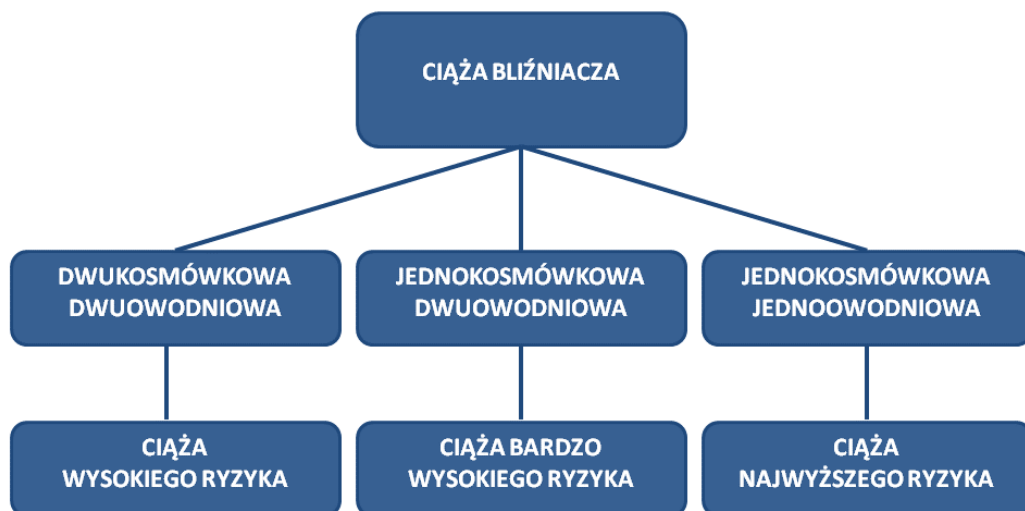 CIĄŻA BLIŹNIACZA
DWUKOSMÓWKOWA
DWUOWODNIOWA
JEDNOKOSMÓWKOWA
DWUOWODNIOWA
JEDNOKOSMÓWKOWA
JEDNOOWODNIOWA
CIĄŻA
WYSOKIEGO RYZYKA
CIĄŻA BARDZO
WYSOKIEGO RYZYKA
CIĄŻA
NAJWYŻSZEGO RYZYKA